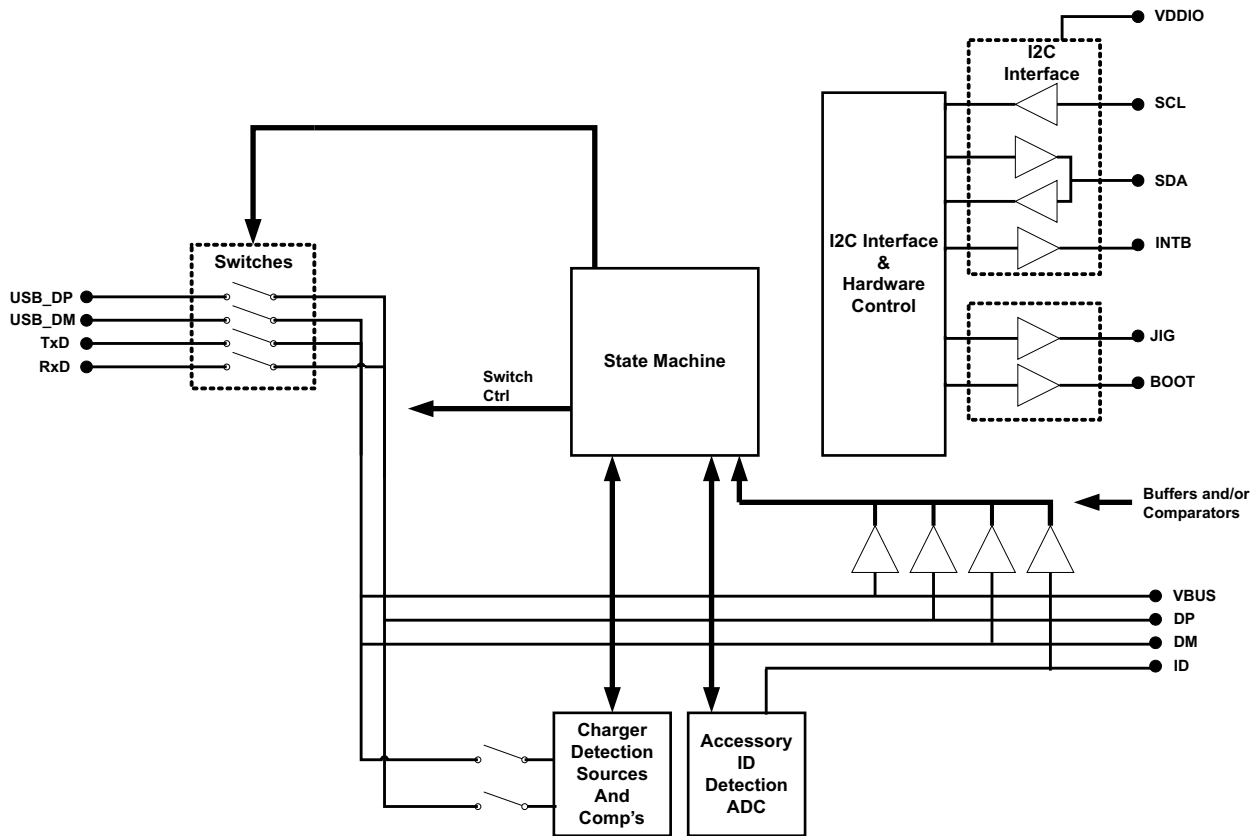 VDDIO
I2C
Interface
SCL
SDA
INTB
I2C Interface
&
Hardware
Control
JIG
BOOT
Switches
USB_DP
USB_DM
TxD
RxD
State Machine
Switch
Ctrl
Buffers and/or
Comparators
VBUS
DP
DM
ID
Charger
Detection
Sources
And
Comp's
Accessory
ID
Detection
ADC